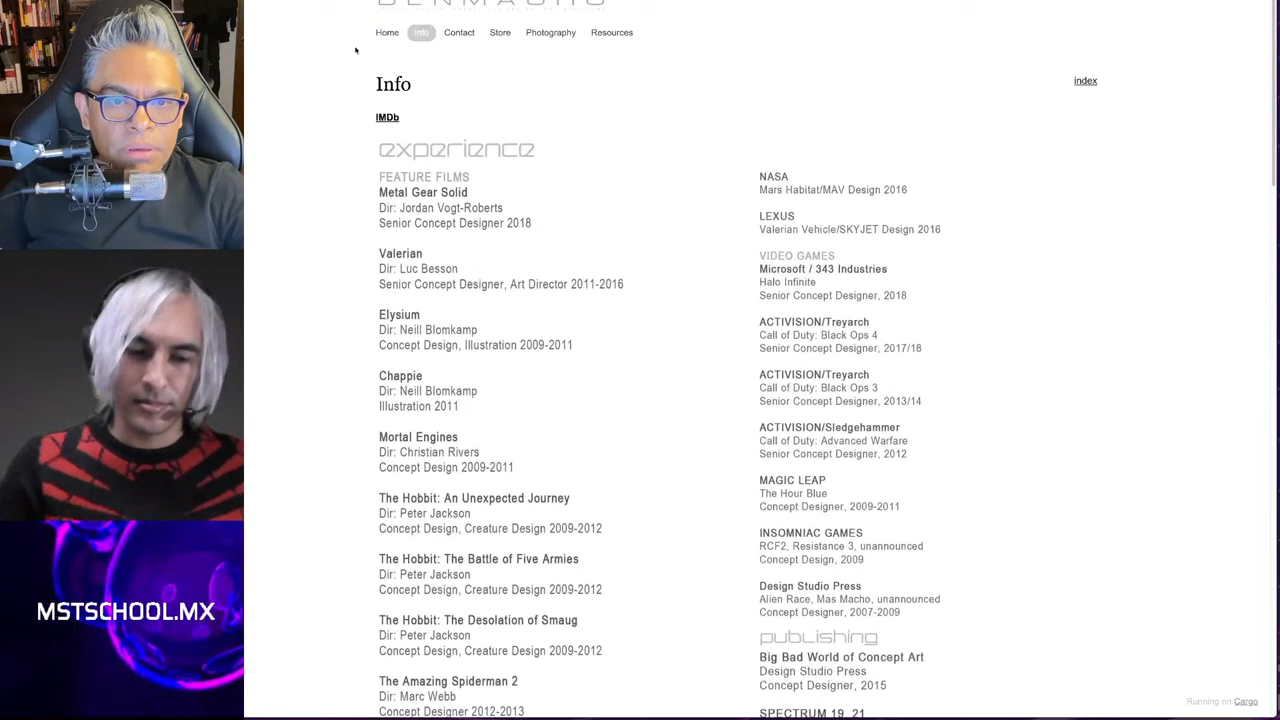 Home Info Contact Store Photography Resources
Info
index
IMDb
experience
FEATURE FILMS
Metal Gear Solid
Dir: Jordan Vogt-Roberts
Senior Concept Designer 2018
Valerian
Dir: Luc Besson
Senior Concept Designer, Art Director 2011-2016
Elysium
Dir: Neill Blomkamp
Concept Design, Illustration 2009-2011
Chappie
Dir: Neill Blomkamp
Illustration 2011
Mortal Engines
Dir: Christian Rivers
Concept Design 2009-2011
The Hobbit: An Unexpected Journey
Dir: Peter Jackson
Concept Design, Creature Design 2009-2012
The Hobbit: The Battle of Five Armies
Dir: Peter Jackson
Concept Design, Creature Design 2009-2012
The Hobbit: The Desolation of Smaug
Dir: Peter Jackson
Concept Design, Creature Design 2009-2012
The Amazing Spiderman 2
Dir: Marc Webb
Concept Designer 2012-2013
NASA
Mars Habitat/MAV Design 2016
LEXUS
Valerian Vehicle/SKYJET Design 2016
VIDEO GAMES
Microsoft / 343 Industries
Halo Infinite
Senior Concept Designer, 2018
ACTIVISION/Treyarch
Call of Duty: Black Ops 4
Senior Concept Designer, 2017/18
ACTIVISION/Treyarch
Call of Duty: Black Ops 3
Senior Concept Designer, 2013/14
ACTIVISION/Sledgehammer
Call of Duty: Advanced Warfare
Senior Concept Designer, 2012
MAGIC LEAP
The Hour Blue
Concept Designer, 2009-2011
INSOMNIAC GAMES
RCF2, Resistance 3, unannounced
Concept Design, 2009
Design Studio Press
Alien Race, Mas Macho, unannounced
Concept Designer, 2007-2009
publishing
Big Bad World of Concept Art
Design Studio Press
Concept Designer, 2015
SPECTRUM 19, 21
Running on Cargo
MSTSCHOOL.MX